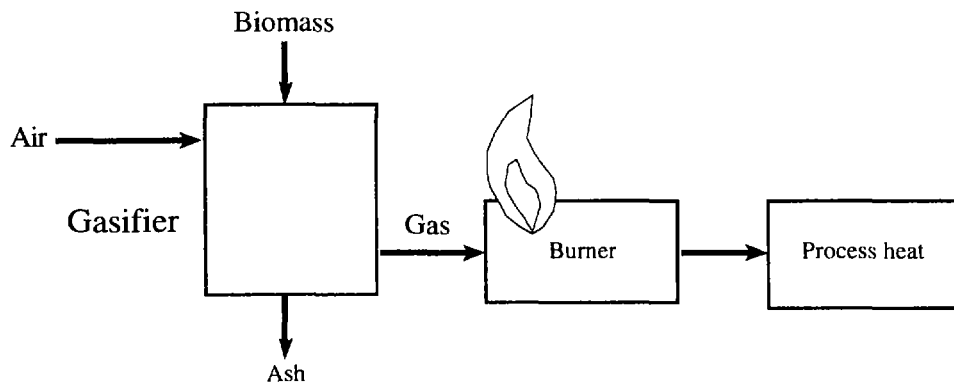 Biomass
Air
Gasifier
Gas
Burner
Process heat
Ash